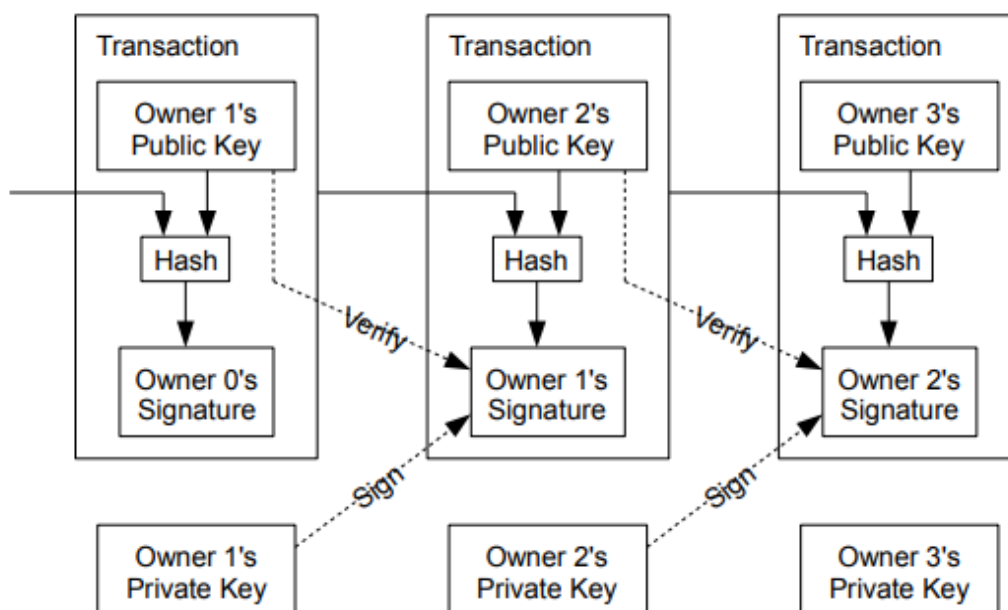 Transaction
Transaction
Transaction
Owner 1's
Public Key
Owner 2's
Public Key
Owner 3's
Public Key
Hash
Hash
Hash
Verify
Verify
Owner 0's
Signature
Owner 1's
Signature
Owner 2's
Signature
Sign
Sign
Owner 1's
Private Key
Owner 2's
Private Key
Owner 3's
Private Key